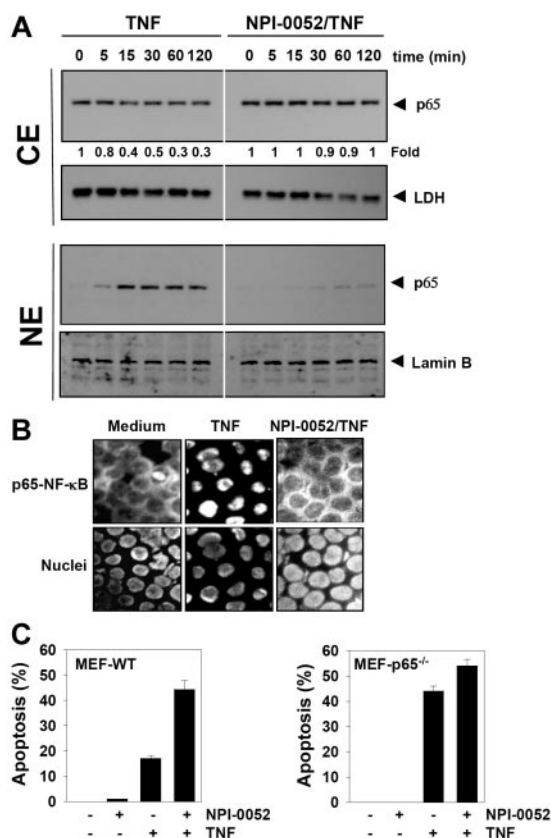 A
TNF NPI-0052/TNF
0 5 15 30 60 120 0 5 15 30 60 120 time (min)
CE
p65
1 0.8 0.4 0.5 0.3 0.3 1 1 1 0.9 0.9 1 Fold
LDH
NE
p65
Lamin B
B
Medium TNF NPI-0052/TNF
p65-NF-κB
Nuclei
C
60 MEF-WT 60 MEF-p65-/-
50 50
40 40
30 30
20 20
10 10
0 0
Apoptosis (%) Apoptosis (%)
- + - + NPI-0052 - + - + NPI-0052
- - + + TNF - - + + TNF